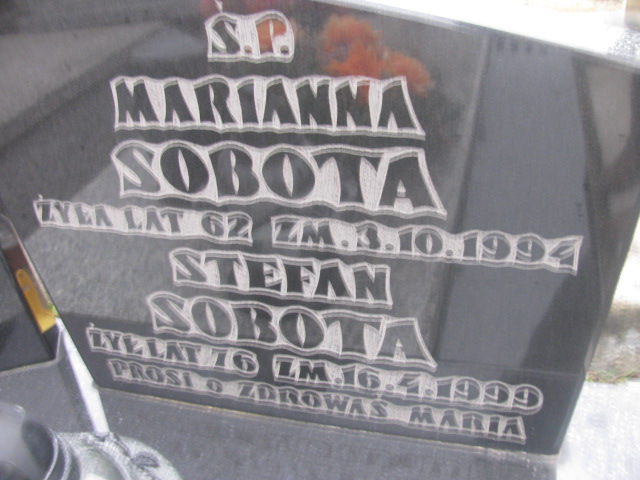 Ś.P.
MARIANNA
SOBOTA
ŻYŁA LAT 62 ZM.3.10.1994
STEFAN
SOBOTA
ŻYŁ LAT 76 ZM.16.4.1999
PROSI O ZDROWAŚ MARIA